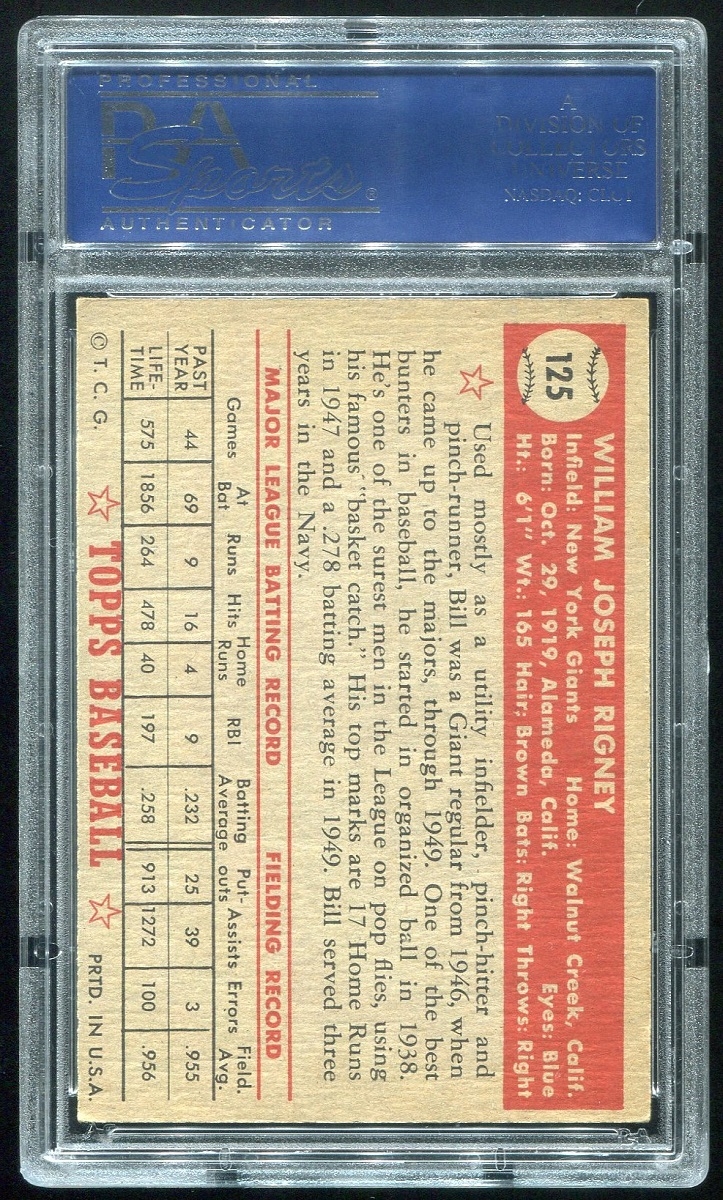 PROFESSIONAL
PSA
Sports®
AUTHENTICATOR
A
DIVISION OF
COLLECTORS
UNIVERSE
NASDAQ: CLCT
125
WILLIAM JOSEPH RIGNEY
Infield: New York Giants Home: Walnut Creek, Calif.
Born: Oct. 29, 1919, Alameda, Calif. Eyes: Blue
Ht.: 6'1" Wt.: 165 Hair: Brown Bats: Right Throws: Right
Used mostly as a utility infielder, pinch-hitter and
pinch-runner, Bill was a Giant regular from 1946, when
he came up to the majors, through 1949. One of the best
bunters in baseball, he started in organized ball in 1938.
He's one of the surest men in the League on pop flies, using
his famous "basket catch." His top marks are 17 Home Runs
in 1947 and a .278 batting average in 1949. Bill served three
years in the Navy.
MAJOR LEAGUE BATTING RECORD FIELDING RECORD
Games At Bat Runs Hits Home Runs RBI Batting Average Put-outs Assists Errors Field. Avg.
PAST YEAR 44 69 9 16 4 9 .232 25 39 3 .955
LIFE-TIME 575 1856 264 478 40 197 .258 913 1272 100 .956
© T. C. G. TOPPS BASEBALL PRTD. IN U.S.A.